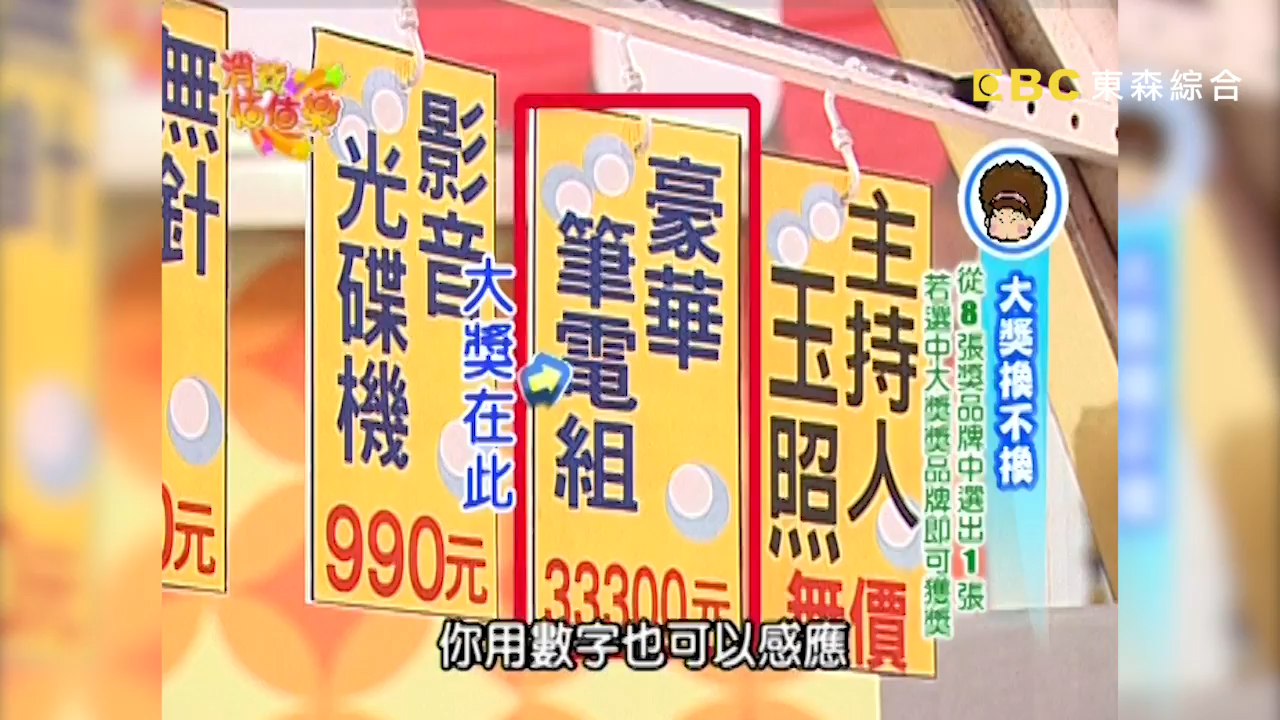 消費
估估樂
EBC 東森綜合
無針
元
影音
光碟機
990元
大獎在此
豪華
筆電組
33300元
主持人
玉照
無價
大獎換不換
從8張獎品牌中選出1張
若選中大獎獎品牌即可獲獎
你用數字也可以感應